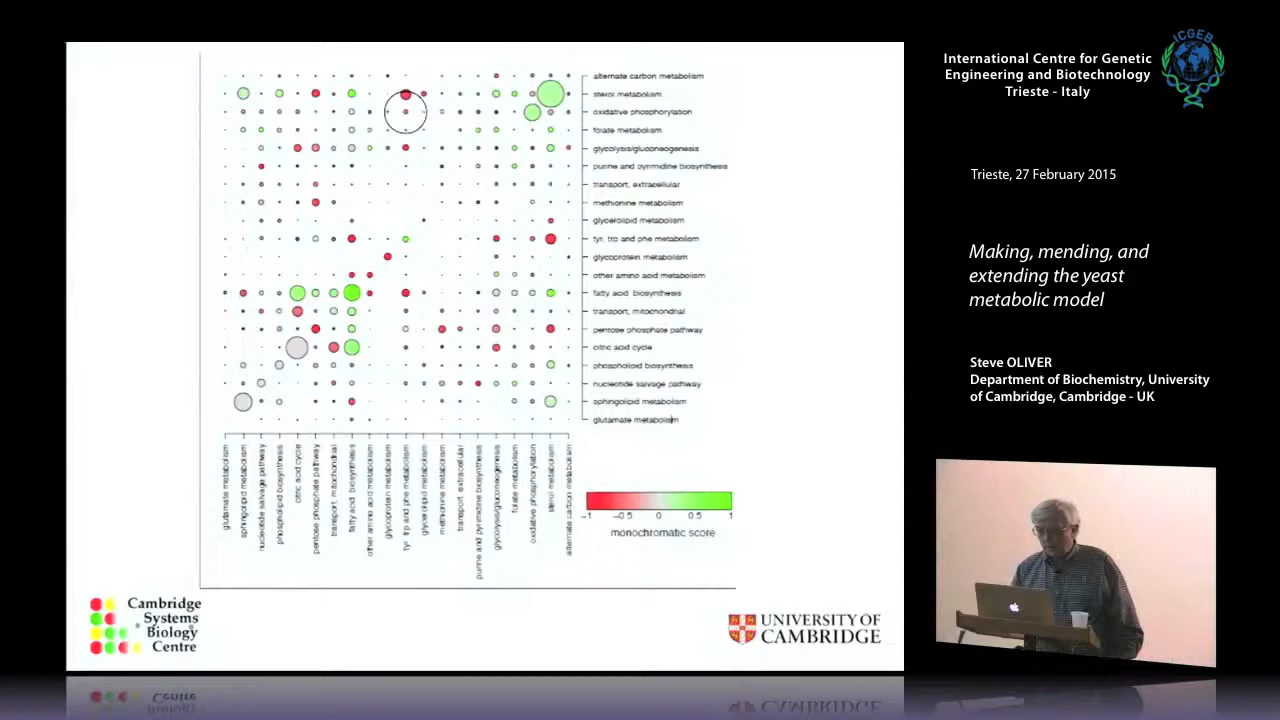 alternate carbon metabolism
sterol metabolism
oxidative phosphorylation
folate metabolism
glycolysis/gluconeogenesis
purine and pyrimidine biosynthesis
transport, extracellular
methionine metabolism
glycerolipid metabolism
tyr, trp and phe metabolism
glycoprotein metabolism
other amino acid metabolism
fatty acid biosynthesis
transport, mitochondrial
pentose phosphate pathway
citric acid cycle
phospholipid biosynthesis
nucleotide salvage pathway
sphingolipid metabolism
glutamate metabolism
glutamate metabolism
sphingolipid metabolism
nucleotide salvage pathway
phospholipid biosynthesis
citric acid cycle
pentose phosphate pathway
transport, mitochondrial
fatty acid biosynthesis
other amino acid metabolism
glycoprotein metabolism
tyr, trp and phe metabolism
glycerolipid metabolism
methionine metabolism
transport, extracellular
purine and pyrimidine biosynthesis
glycolysis/gluconeogenesis
folate metabolism
oxidative phosphorylation
sterol metabolism
alternate carbon metabolism
-1 -0.5 0 0.5 1
monochromatic score
Cambridge
Systems
Biology
Centre
UNIVERSITY OF
CAMBRIDGE
International Centre for Genetic
Engineering and Biotechnology
Trieste - Italy
ICGEB
Trieste, 27 February 2015
Making, mending, and
extending the yeast
metabolic model
Steve OLIVER
Department of Biochemistry, University
of Cambridge, Cambridge - UK